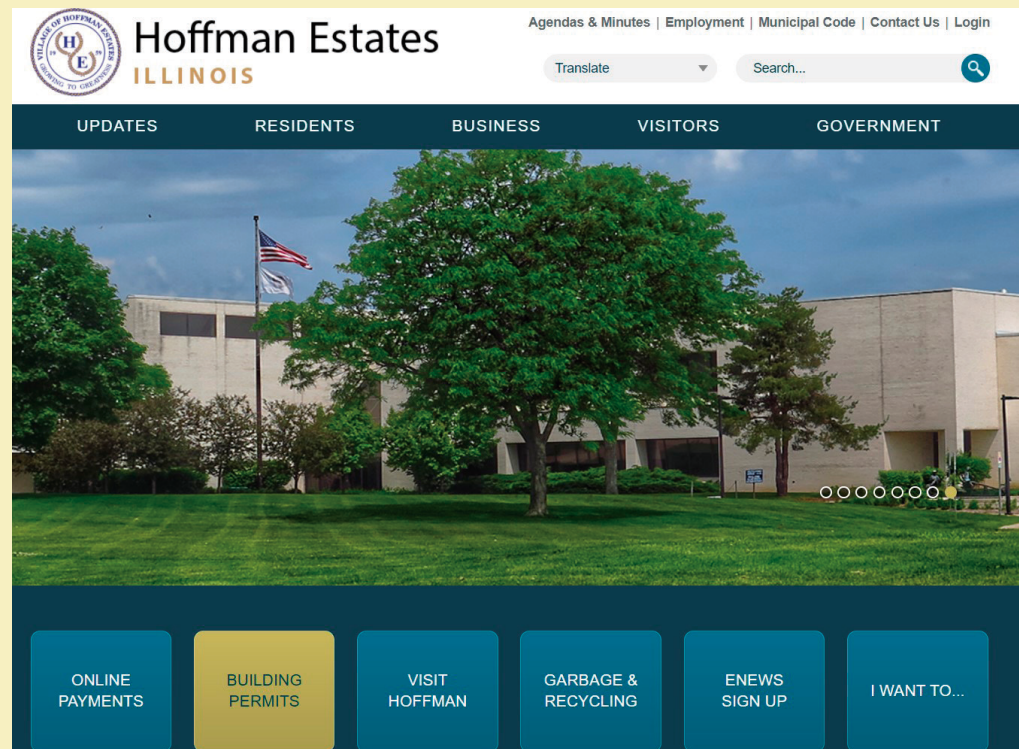 VILLAGE OF HOFFMAN ESTATES
19 H E 59
GROWING TO GREATNESS
Hoffman Estates
ILLINOIS
Agendas & Minutes | Employment | Municipal Code | Contact Us | Login
Translate
Search...
UPDATES RESIDENTS BUSINESS VISITORS GOVERNMENT
ONLINE
PAYMENTS
BUILDING
PERMITS
VISIT
HOFFMAN
GARBAGE &
RECYCLING
ENEWS
SIGN UP
I WANT TO...